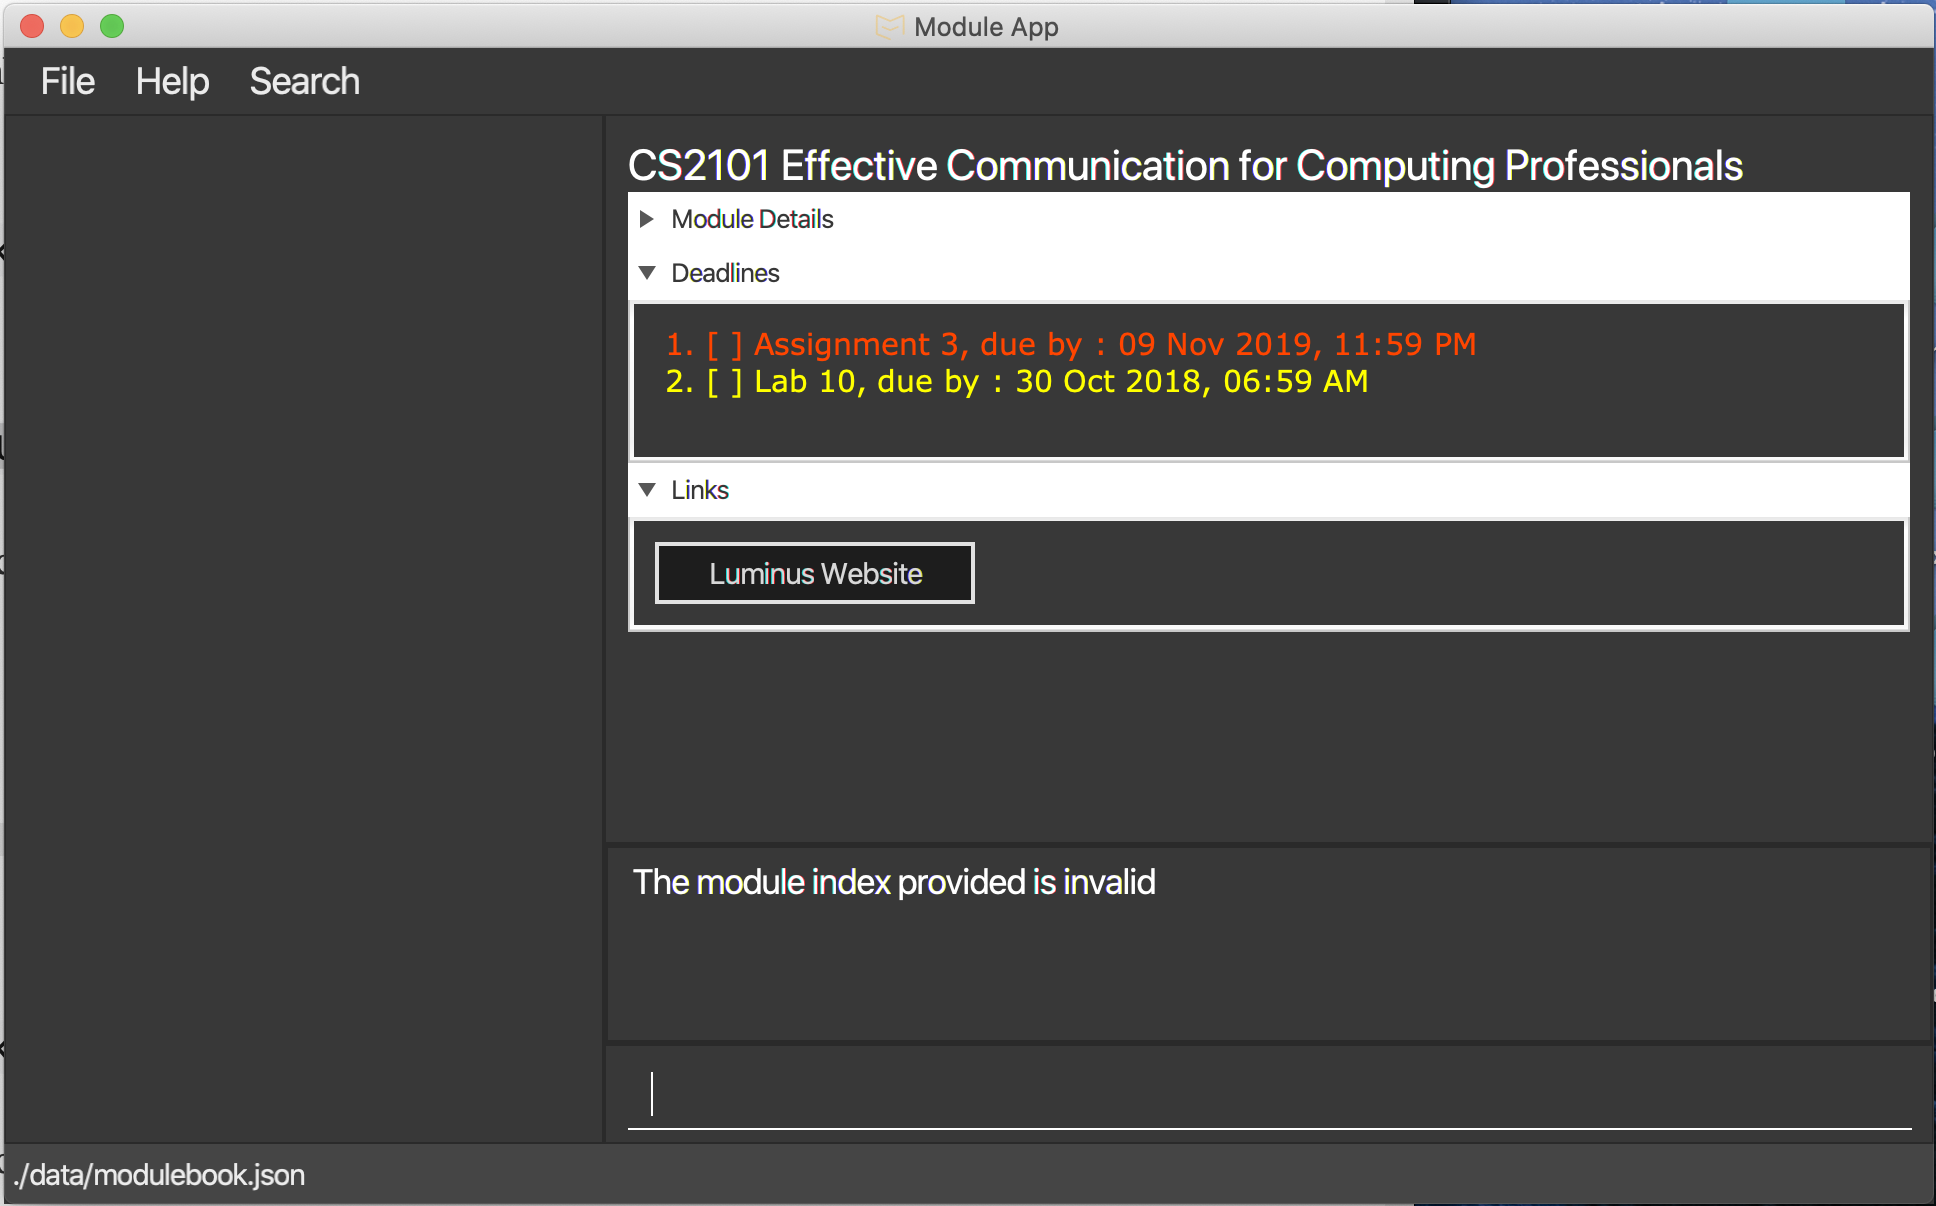 Module App
File Help Search
CS2101 Effective Communication for Computing Professionals
Module Details
Deadlines
1. [ ] Assignment 3, due by : 09 Nov 2019, 11:59 PM
2. [ ] Lab 10, due by : 30 Oct 2018, 06:59 AM
Links
Luminus Website
The module index provided is invalid
./data/modulebook.json